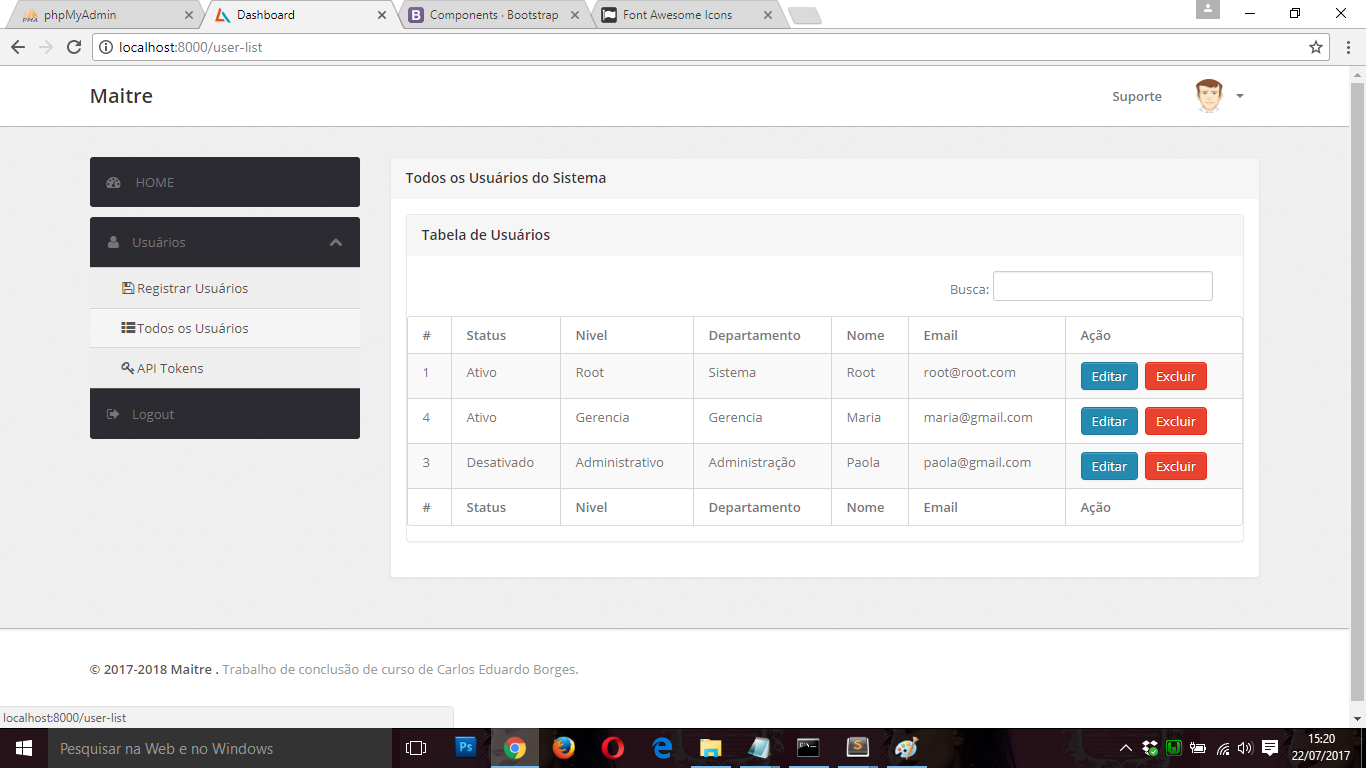 phpMyAdmin
Dashboard
Components · Bootstrap
Font Awesome Icons
localhost:8000/user-list
Maitre
Suporte
HOME
Usuários
Registrar Usuários
Todos os Usuários
API Tokens
Logout
Todos os Usuários do Sistema
Tabela de Usuários
Busca:
# Status Nivel Departamento Nome Email Ação
1 Ativo Root Sistema Root root@root.com Editar Excluir
4 Ativo Gerencia Gerencia Maria maria@gmail.com Editar Excluir
3 Desativado Administrativo Administração Paola paola@gmail.com Editar Excluir
# Status Nivel Departamento Nome Email Ação
© 2017-2018 Maitre . Trabalho de conclusão de curso de Carlos Eduardo Borges.
localhost:8000/user-list
Pesquisar na Web e no Windows
Ps
15:20
22/07/2017